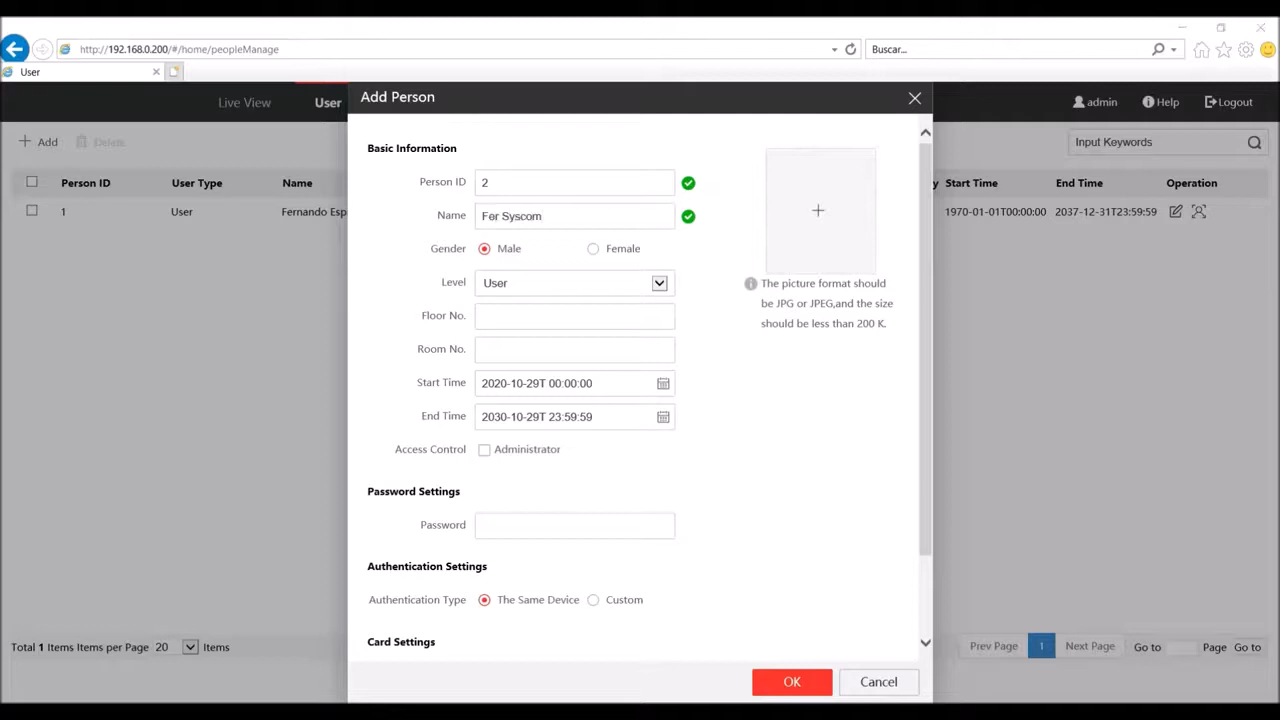 http://192.168.0.200/#/home/peopleManage
Buscar...
User
Live View
User
Add Person
admin
Help
Logout
Add
Delete
Input Keywords
Person ID
User Type
Name
y
Start Time
End Time
Operation
1
User
Fernando Esp
1970-01-01T00:00:00
2037-12-31T23:59:59
Basic Information
Person ID
2
Name
Fer Syscom
Gender
Male
Female
Level
User
Floor No.
Room No.
Start Time
2020-10-29T 00:00:00
End Time
2030-10-29T 23:59:59
Access Control
Administrator
The picture format should
be JPG or JPEG,and the size
should be less than 200 K.
Password Settings
Password
Authentication Settings
Authentication Type
The Same Device
Custom
Card Settings
OK
Cancel
Total 1 Items Items per Page 20 Items
Prev Page
1
Next Page
Go to
Page
Go to